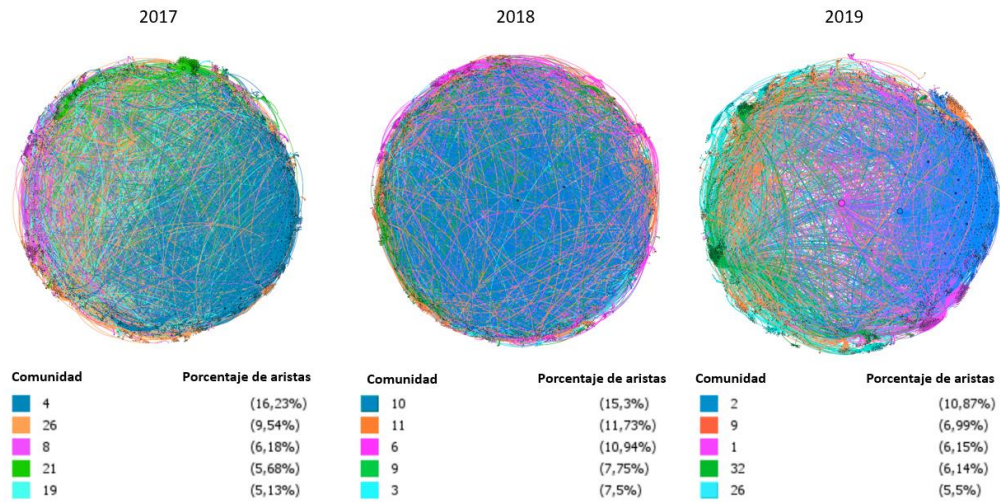 2017 2018 2019
Comunidad Porcentaje de aristas Comunidad Porcentaje de aristas Comunidad Porcentaje de aristas
4 (16,23%) 10 (15,3%) 2 (10,87%)
26 (9,54%) 11 (11,73%) 9 (6,99%)
8 (6,18%) 6 (10,94%) 1 (6,15%)
21 (5,68%) 9 (7,75%) 32 (6,14%)
19 (5,13%) 3 (7,5%) 26 (5,5%)